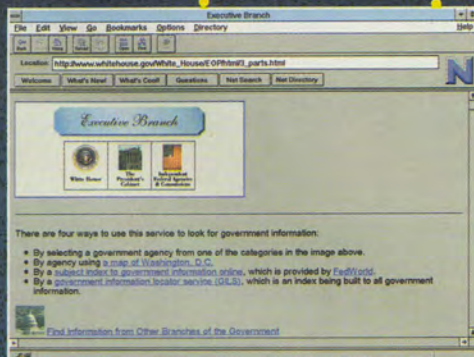 Executive Branch
File Edit View Go Bookmarks Options Directory Help
Location: http://www.whitehouse.gov/White_House/EOP/html/3_parts.html
Welcome What's New! What's Cool! Questions Net Search Net Directory
N
Executive Branch
White House
The President's Cabinet
Independent Federal Agencies & Commissions
There are four ways to use this service to look for government information:
By selecting a government agency from one of the categories in the image above.
By agency using a map of Washington, D.C.
By a subject index to government information online, which is provided by FedWorld.
By a government information locator service (GILS), which is an index being built to all government
information.
Find Information from Other Branches of the Government